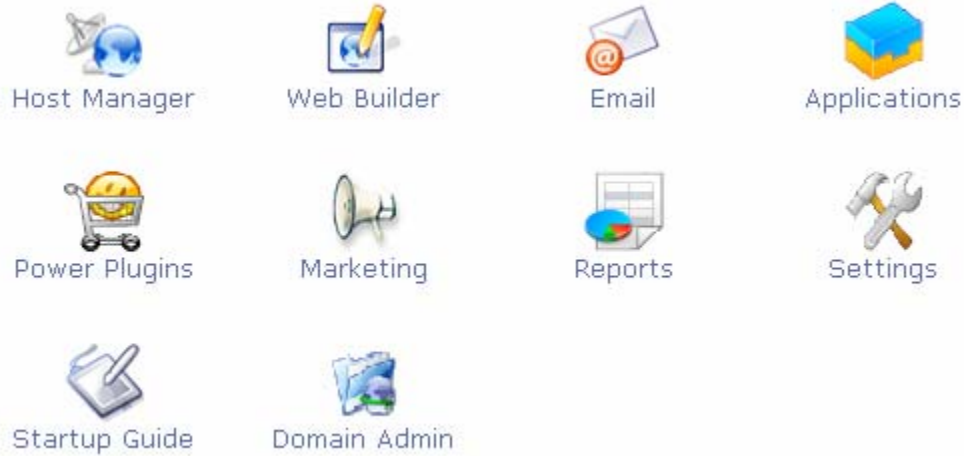 Host Manager
Web Builder
Email
Applications
Power Plugins
Marketing
Reports
Settings
Startup Guide
Domain Admin